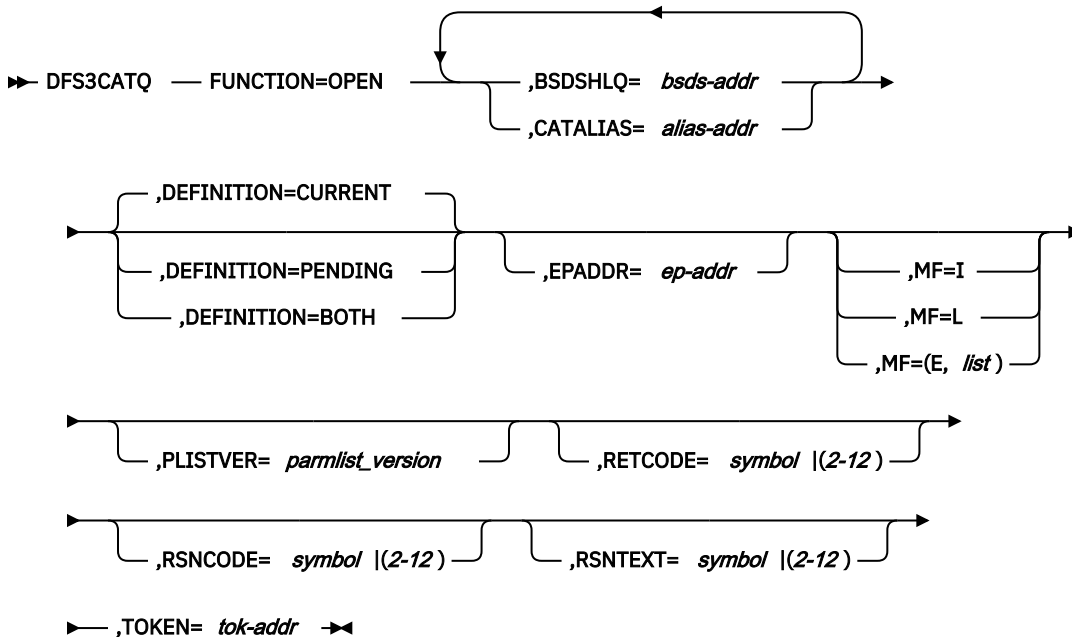 DFS3CATQ FUNCTION=OPEN ,BSDSHLQ= bsds-addr
,CATALIAS= alias-addr
,DEFINITION=CURRENT
,DEFINITION=PENDING
,DEFINITION=BOTH
,EPADDR= ep-addr
,MF=I
,MF=L
,MF=(E, list )
,PLISTVER= parmlist_version
,RETCODE= symbol |(2-12 )
,RSNCODE= symbol |(2-12 )
,RSNTEXT= symbol |(2-12 )
,TOKEN= tok-addr